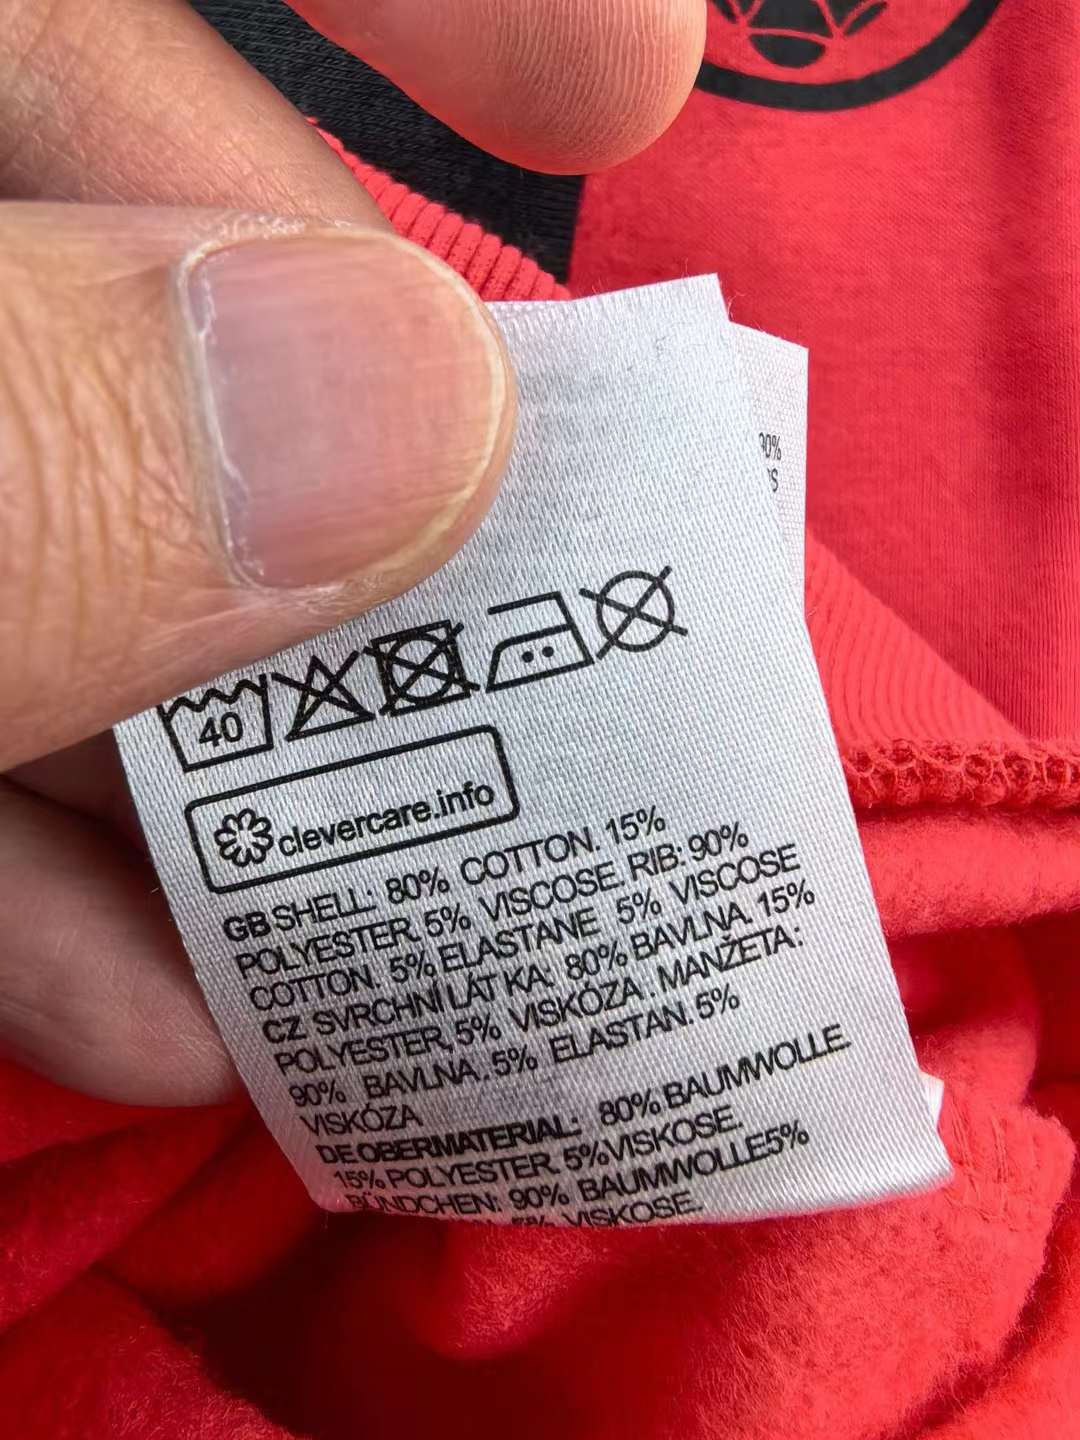 90%
40
clevercare.info
GB SHELL: 80% COTTON. 15%
POLYESTER, 5% VISCOSE. RIB: 90%
COTTON. 5% ELASTANE 5% VISCOSE
CZ SVRCHNÍ LÁT KA: 80% BAVLNA. 15%
POLYESTER, 5% VISKÓZA. MANŽETA:
90% BAVLNA. 5% ELASTAN. 5%
VISKÓZA
DE OBERMATERIAL: 80% BAUMWOLLE.
15% POLYESTER. 5% VISKOSE.
BÜNDCHEN: 90% BAUMWOLLE5%
5% VISKOSE.